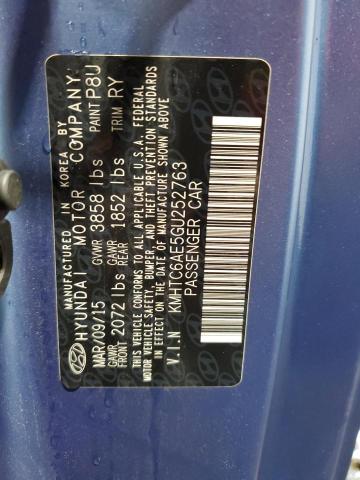 MANUFACTURED IN KOREA BY
HYUNDAI MOTOR COMPANY
MAR/09/15 GVWR 3858 lbs PAINT P8U
GAWR FRONT 2072 lbs GAWR REAR 1852 lbs TRIM RY
THIS VEHICLE CONFORMS TO ALL APPLICABLE U.S.A. FEDERAL
MOTOR VEHICLE SAFETY, BUMPER, AND THEFT PREVENTION STANDARDS
IN EFFECT ON THE DATE OF MANUFACTURE SHOWN ABOVE.
V.I.N KMHTC6AE5GU252763
PASSENGER CAR